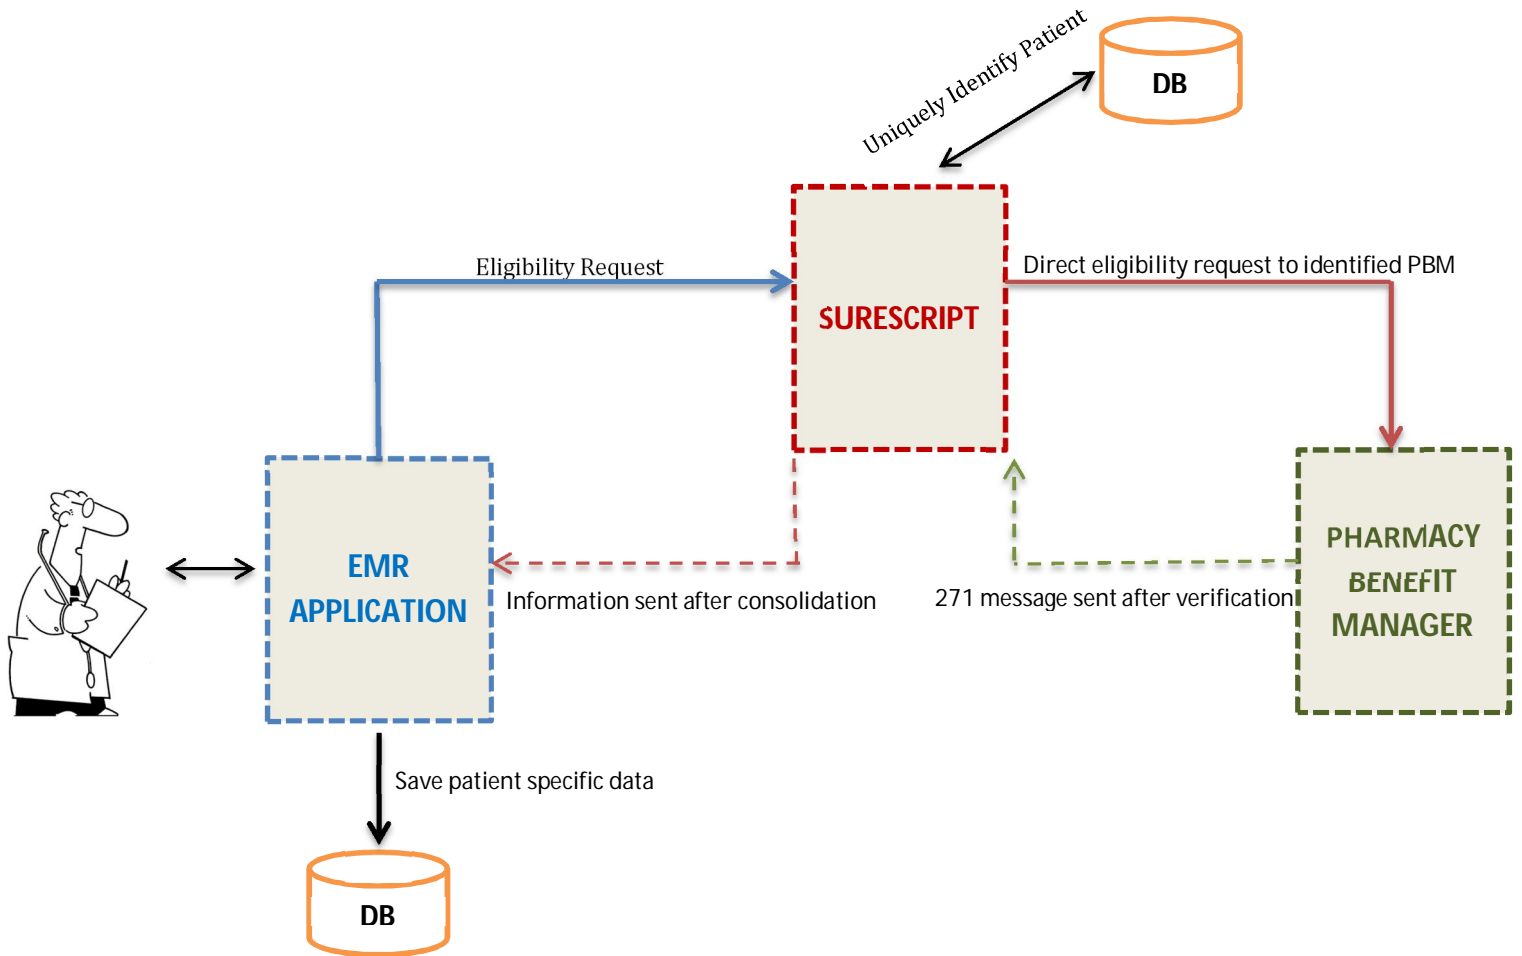 Uniquely Identify Patient
DB
Eligibility Request
Direct eligibility request to identified PBM
SURESCRIPT
EMR
APPLICATION
Information sent after consolidation
271 message sent after verification
PHARMACY
BENEFIT
MANAGER
Save patient specific data
DB